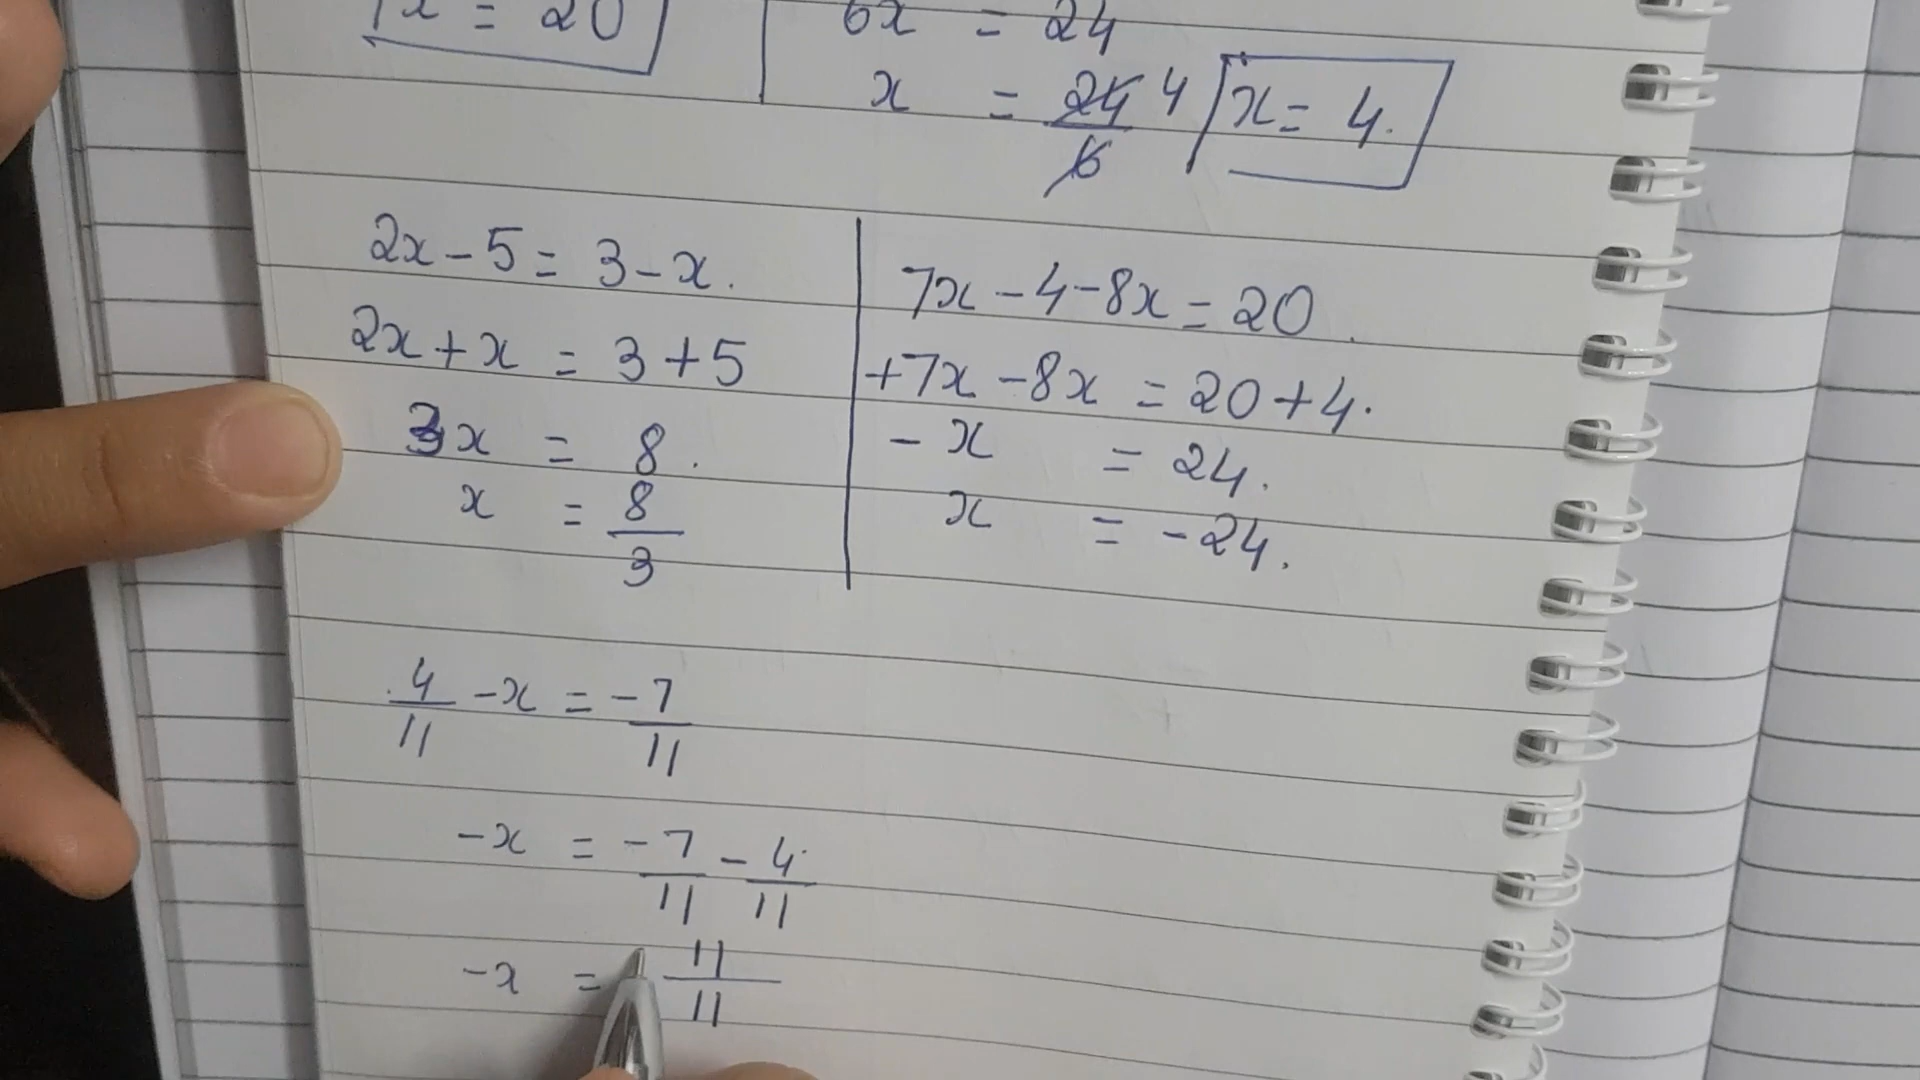 x = 20
6x = 24
x = 24/6 4
x = 4.
2x - 5 = 3 - x.
2x + x = 3 + 5
3x = 8.
x = 8/3
7x - 4 - 8x = 20
+7x - 8x = 20 + 4.
- x = 24.
x = -24.
4/11 - x = -7/11
-x = -7/11 - 4/11
-x = 11/11